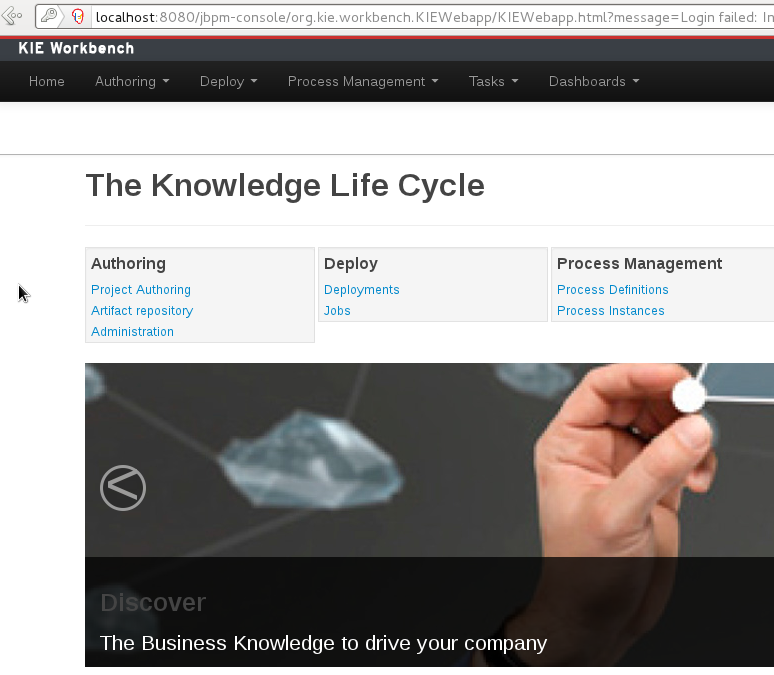 localhost:8080/jbpm-console/org.kie.workbench.KIEWebapp/KIEWebapp.html?message=Login failed: In
KIE Workbench
Home Authoring Deploy Process Management Tasks Dashboards
The Knowledge Life Cycle
Authoring Deploy Process Management
Project Authoring Deployments Process Definitions
Artifact repository Jobs Process Instances
Administration
Discover
The Business Knowledge to drive your company